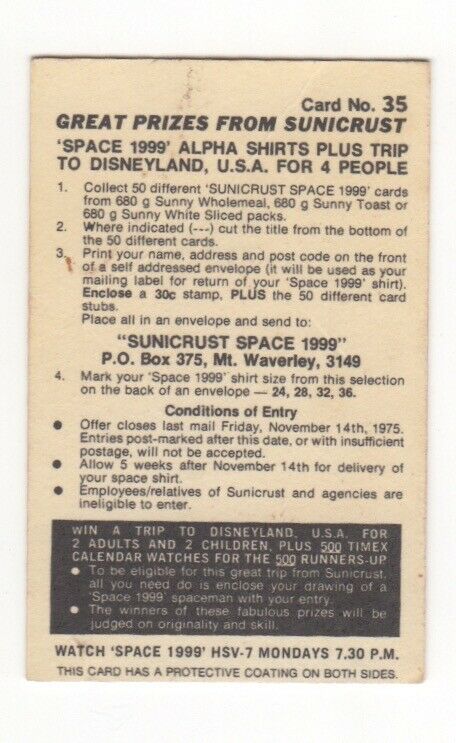 Card No. 35
GREAT PRIZES FROM SUNICRUST
'SPACE 1999' ALPHA SHIRTS PLUS TRIP
TO DISNEYLAND, U.S.A. FOR 4 PEOPLE
1. Collect 50 different 'SUNICRUST SPACE 1999' cards
from 680 g Sunny Wholemeal, 680 g Sunny Toast or
680 g Sunny White Sliced packs.
2. Where indicated (---) cut the title from the bottom of
the 50 different cards.
3. Print your name, address and post code on the front
of a self addressed envelope (it will be used as your
mailing label for return of your 'Space 1999' shirt).
Enclose a 30c stamp, PLUS the 50 different card
stubs.
Place all in an envelope and send to:
"SUNICRUST SPACE 1999"
P.O. Box 375, Mt. Waverley, 3149
4. Mark your 'Space 1999' shirt size from this selection
on the back of an envelope — 24, 28, 32, 36.
Conditions of Entry
● Offer closes last mail Friday, November 14th, 1975.
Entries post-marked after this date, or with insufficient
postage, will not be accepted.
● Allow 5 weeks after November 14th for delivery of
your space shirt.
● Employees/relatives of Sunicrust and agencies are
ineligible to enter.
WIN A TRIP TO DISNEYLAND, U.S.A. FOR
2 ADULTS AND 2 CHILDREN, PLUS 500 TIMEX
CALENDAR WATCHES FOR THE 500 RUNNERS-UP
● To be eligible for this great trip from Sunicrust,
all you need do is enclose your drawing of a
'Space 1999' spaceman with your entry.
● The winners of these fabulous prizes will be
judged on originality and skill.
WATCH 'SPACE 1999' HSV-7 MONDAYS 7.30 P.M.
THIS CARD HAS A PROTECTIVE COATING ON BOTH SIDES.